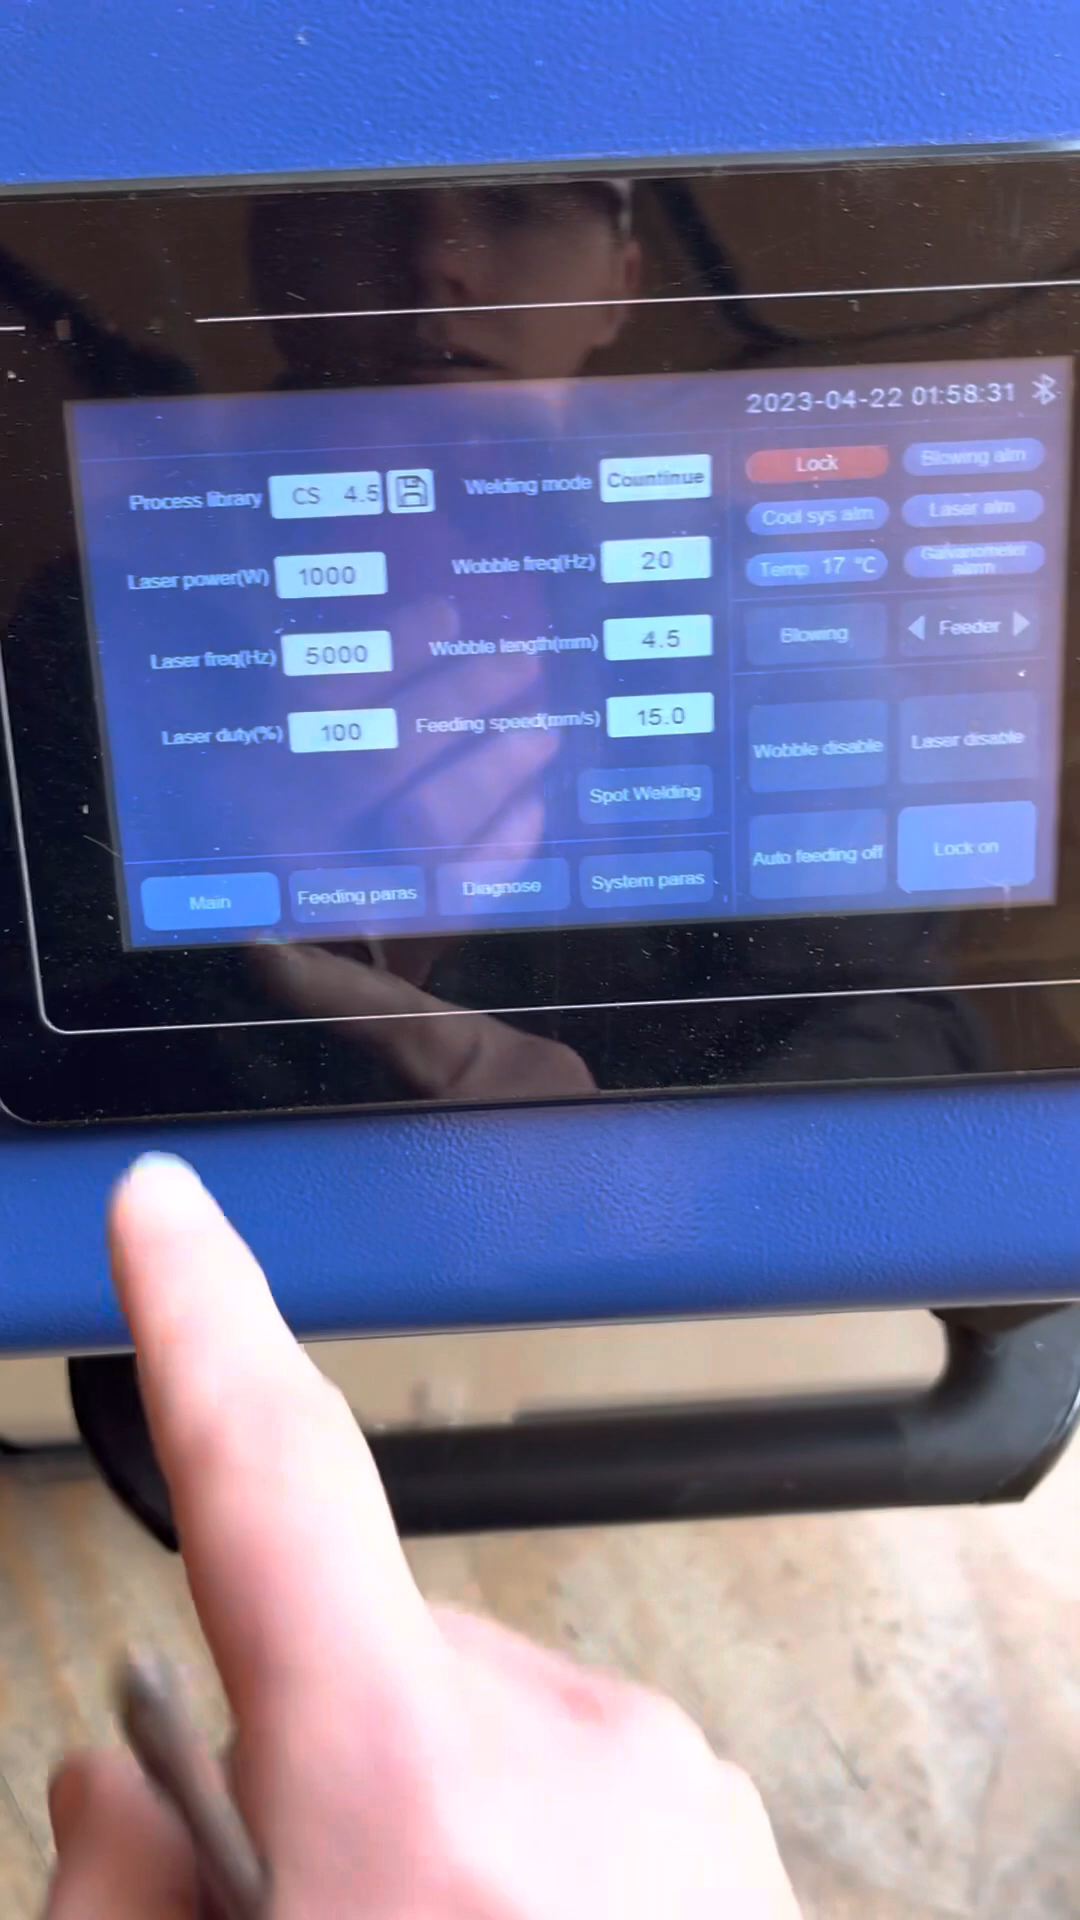 2023-04-22 01:58:31
Process library CS 4.5 Welding mode Countinue
Laser power(W) 1000 Wobble freq(Hz) 20
Laser freq(Hz) 5000 Wobble length(mm) 4.5
Laser duty(%) 100 Feeding speed(mm/s) 15.0
Spot Welding
Main Feeding paras Diagnose System paras
Lock Blowing alm
Cool sys alm Laser alm
Temp 17 °C Galvanometer
alarm
Blowing Feeder
Wobble disable Laser disable
Auto feeding off Lock on